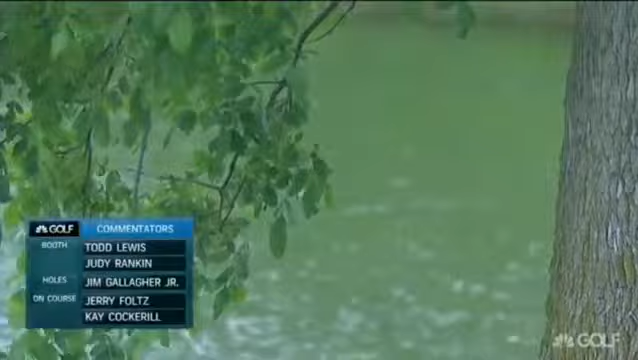 GOLF COMMENTATORS
BOOTH TODD LEWIS
JUDY RANKIN
HOLES JIM GALLAGHER JR.
ON COURSE JERRY FOLTZ
KAY COCKERILL
GOLF